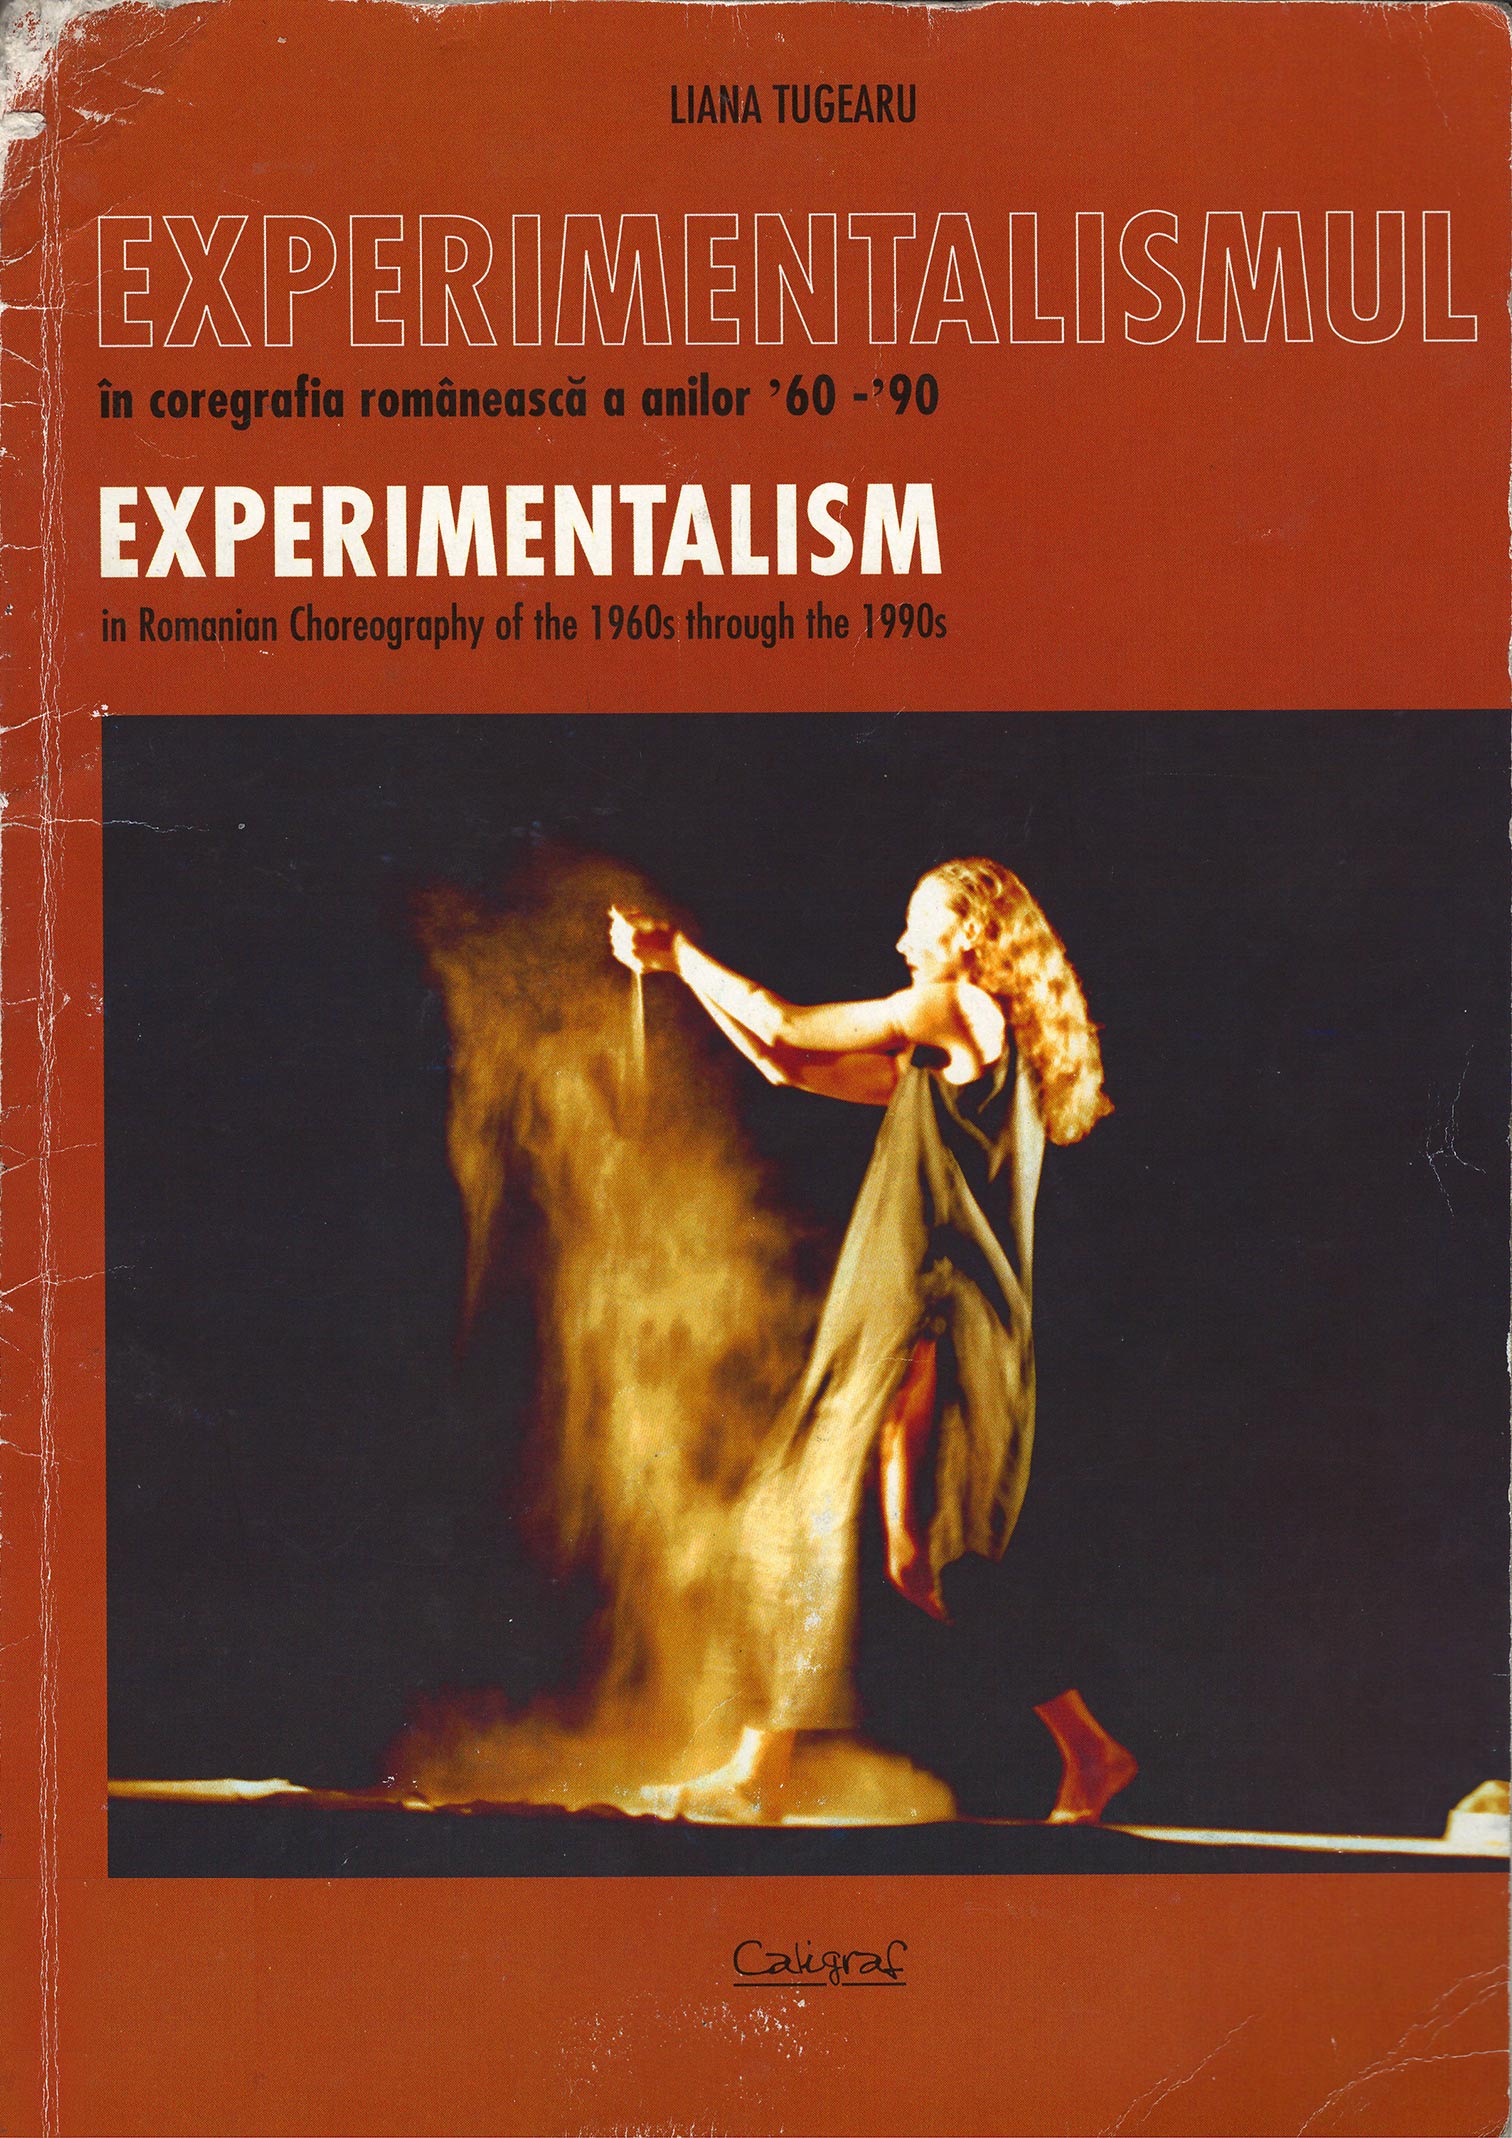 LIANA TUGEARU
EXPERIMENTALISMUL
în coregrafia românească a anilor ’60 -’90
EXPERIMENTALISM
in Romanian Choreography of the 1960s through the 1990s
Caligraf